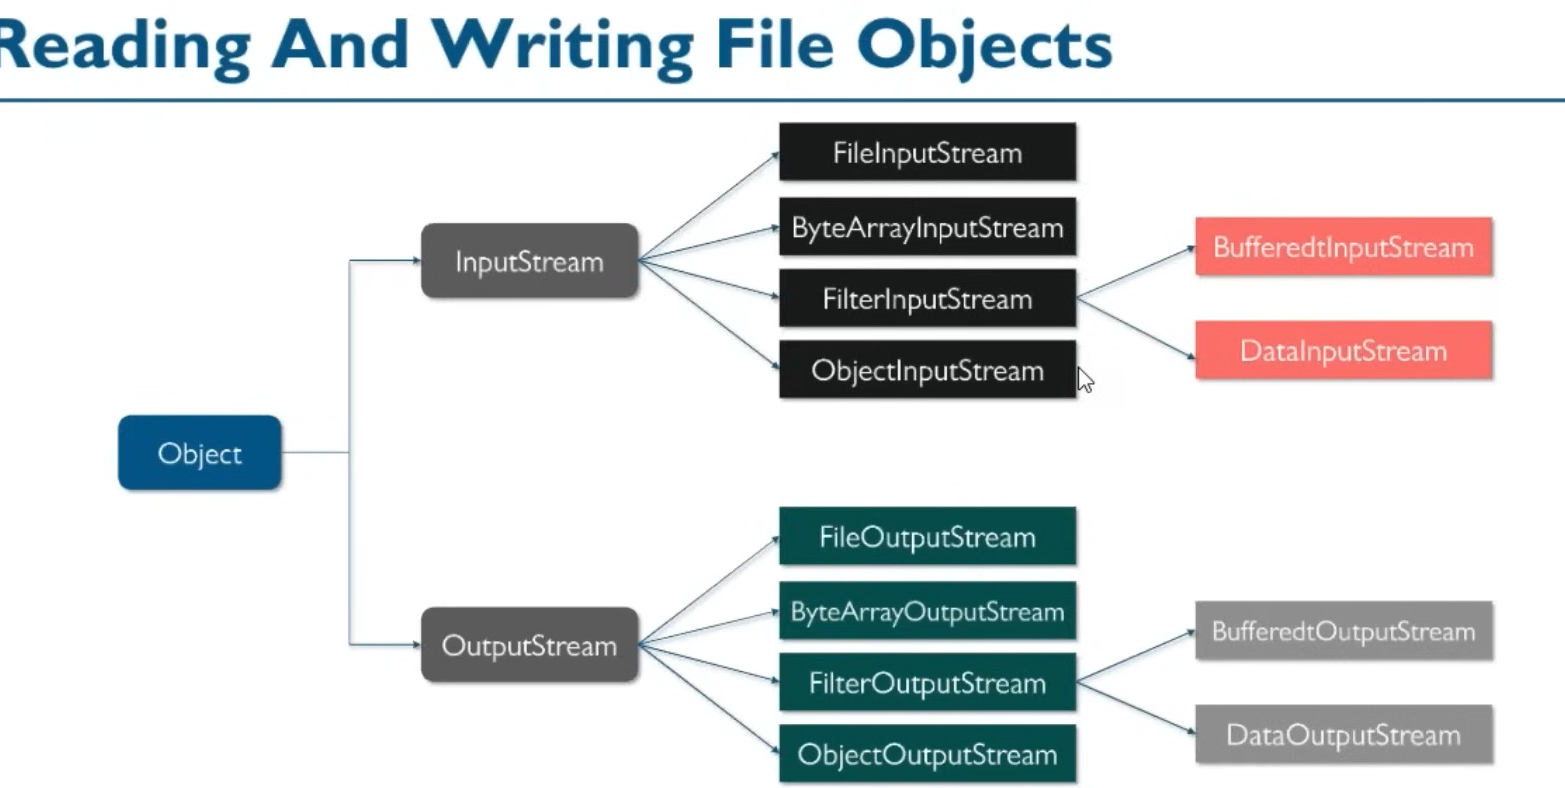 Reading And Writing File Objects
FileInputStream
ByteArrayInputStream
InputStream
FilterInputStream
ObjectInputStream
BufferedtInputStream
DataInputStream
Object
FileOutputStream
ByteArrayOutputStream
OutputStream
FilterOutputStream
ObjectOutputStream
BufferedtOutputStream
DataOutputStream